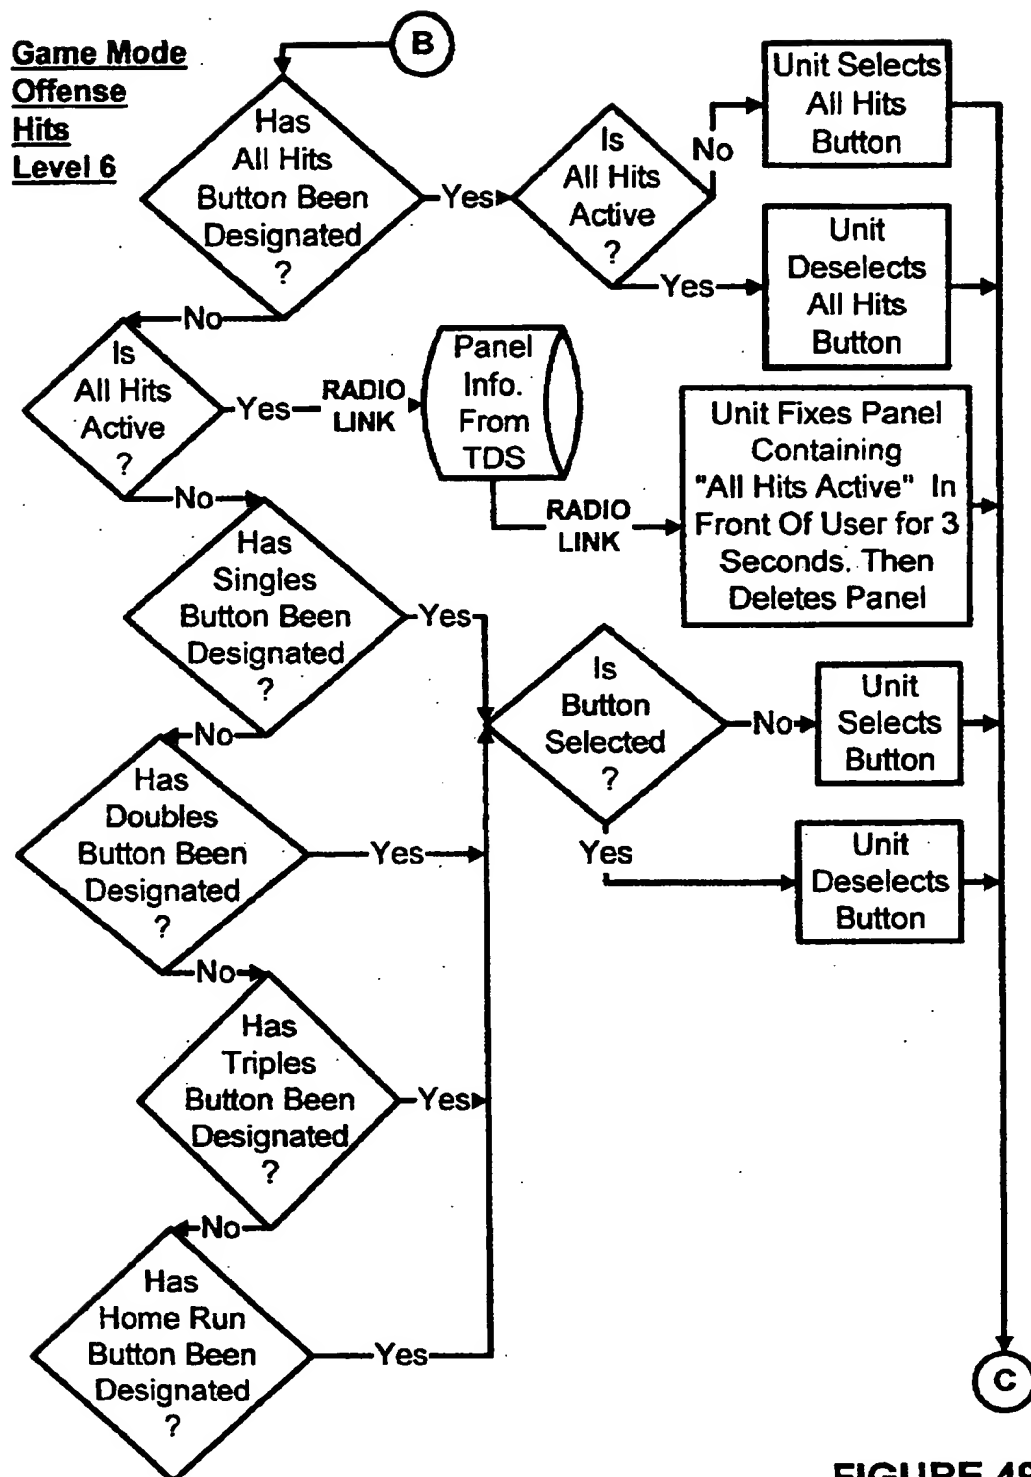 Game Mode
Offense
Hits
Level 6
B
Has
All Hits
Button Been
Designated
?
Yes
Is
All Hits
Active
?
No
Unit Selects
All Hits
Button
Yes
Unit
Deselects
All Hits
Button
No
Is
All Hits
Active
?
Yes
RADIO
LINK
Panel
Info.
From
TDS
RADIO
LINK
Unit Fixes Panel
Containing
"All Hits Active" In
Front Of User for 3
Seconds. Then
Deletes Panel
No
Has
Singles
Button Been
Designated
?
Yes
Is
Button
Selected
?
No
Unit
Selects
Button
Yes
Unit
Deselects
Button
No
Has
Doubles
Button Been
Designated
?
Yes
No
Has
Triples
Button Been
Designated
?
Yes
No
Has
Home Run
Button Been
Designated
?
Yes
C